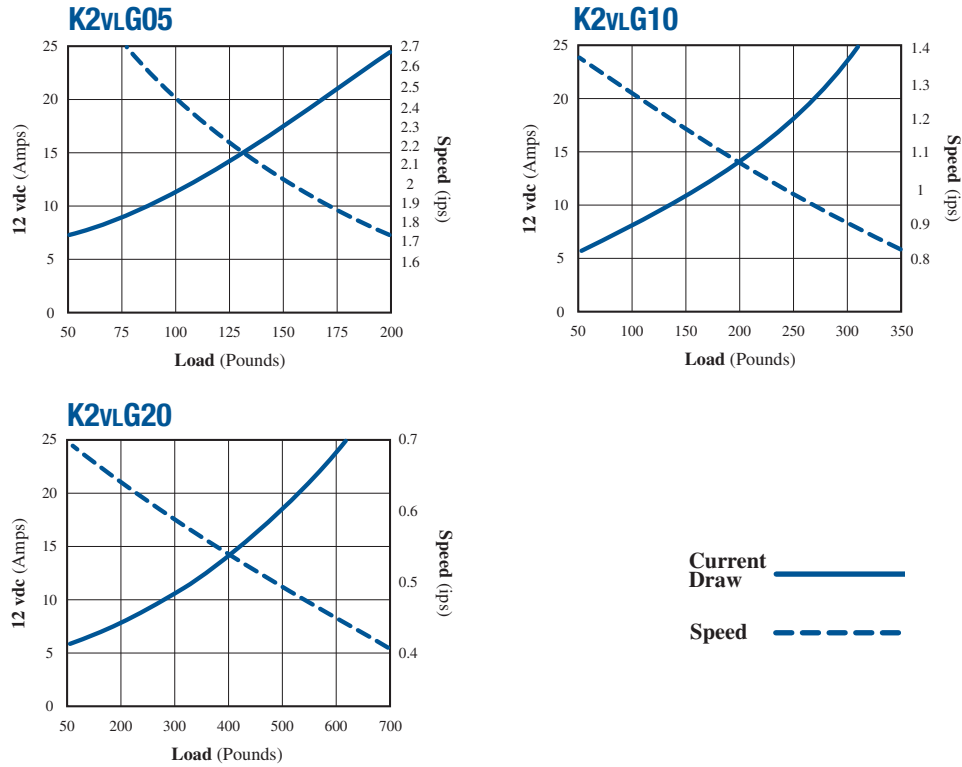 K2VLG05
25
20
15
10
5
0
12 vdc (Amps)
2.7
2.6
2.5
2.4
2.3
2.2
2.1
2
1.9
1.8
1.7
1.6
Speed (ips)
50 75 100 125 150 175 200
Load (Pounds)
K2VLG10
25
20
15
10
5
0
12 vdc (Amps)
1.4
1.3
1.2
1.1
1
0.9
0.8
Speed (ips)
50 100 150 200 250 300 350
Load (Pounds)
K2VLG20
25
20
15
10
5
0
12 vdc (Amps)
0.7
0.6
0.5
0.4
Speed (ips)
50 200 300 400 500 600 700
Load (Pounds)
Current
Draw
Speed